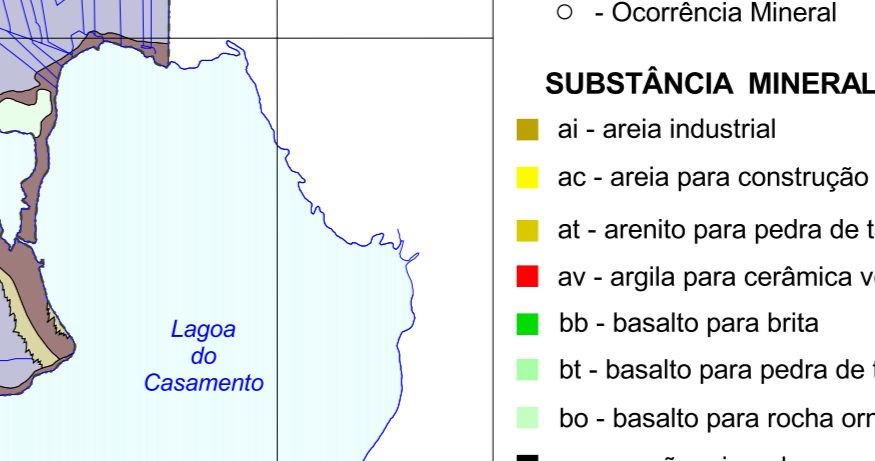 - Ocorrência Mineral
SUBSTÂNCIA MINERAL
ai - areia industrial
ac - areia para construção
at - arenito para pedra de
av - argila para cerâmica
bb - basalto para brita
bt - basalto para pedra de
bo - basalto para rocha
Lagoa
do
Casamento